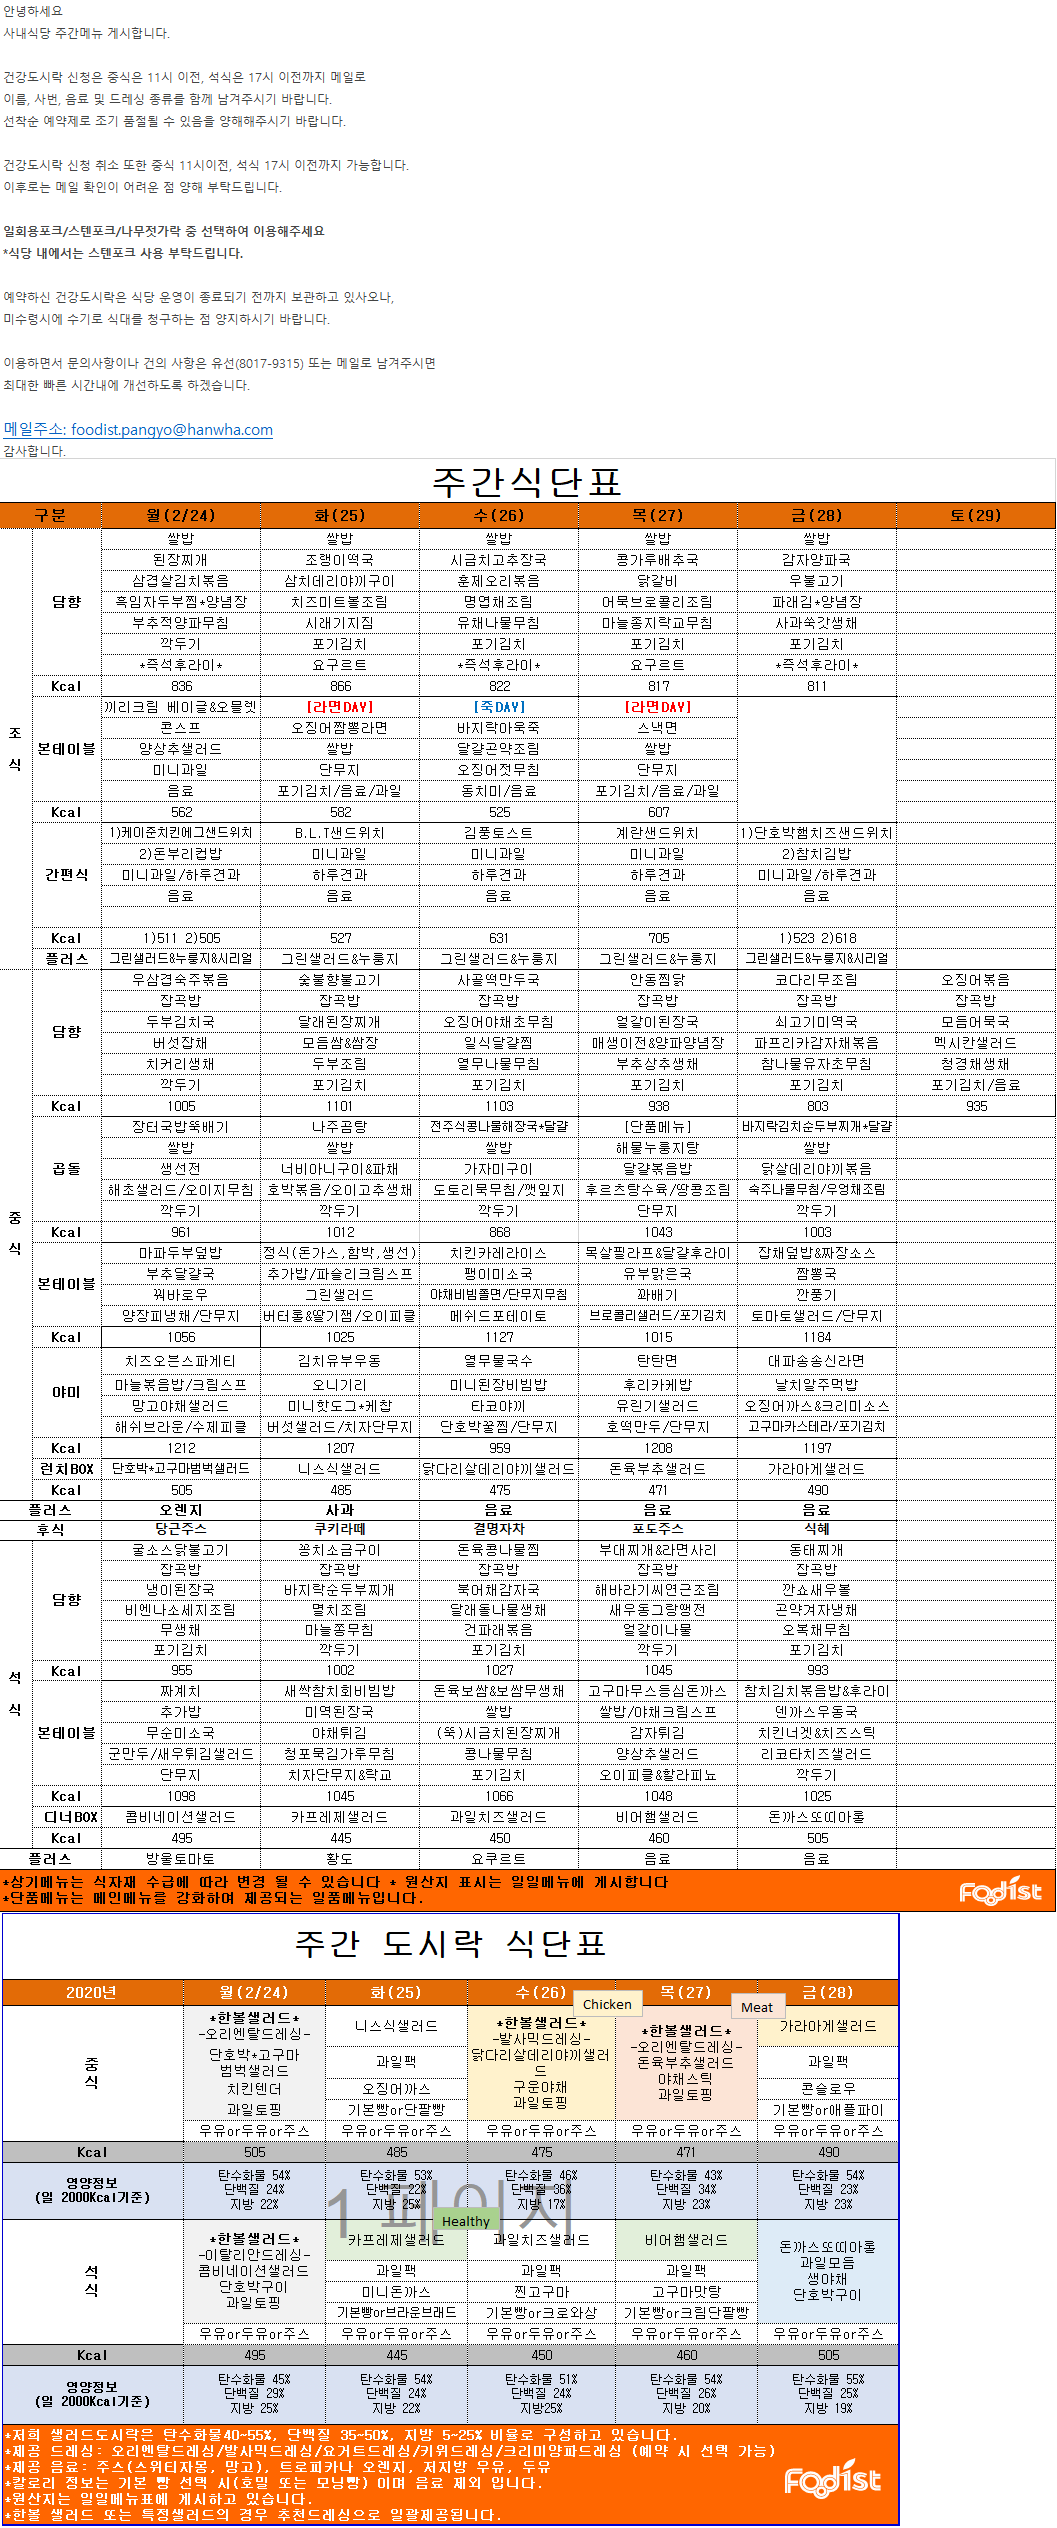 안녕하세요
사내식당 주간메뉴 게시합니다.
건강도시락 신청은 중식은 11시 이전, 석식은 17시 이전까지 메일로
이름, 사번, 음료 및 드레싱 종류를 함께 남겨주시기 바랍니다.
선착순 예약제로 조기 품절될 수 있음을 양해해주시기 바랍니다.
건강도시락 신청 취소 또한 중식 11시이전, 석식 17시 이전까지 가능합니다.
이후로는 메일 확인이 어려운 점 양해 부탁드립니다.
일회용포크/스텐포크/나무젓가락 중 선택하여 이용해주세요
*식당 내에서는 스텐포크 사용 부탁드립니다.
예약하신 건강도시락은 식당 운영이 종료되기 전까지 보관하고 있사오나,
미수령시에 수기로 식대를 청구하는 점 양지하시기 바랍니다.
이용하면서 문의사항이나 건의 사항은 유선(8017-9315) 또는 메일로 남겨주시면
최대한 빠른 시간내에 개선하도록 하겠습니다.
메일주소: foodist.pangyo@hanwha.com
감사합니다.
주간식단표
구분 월(2/24) 화(25) 수(26) 목(27) 금(28) 토(29)
조식
담향 쌀밥 쌀밥 쌀밥 쌀밥 쌀밥
된장찌개 조랭이떡국 시금치고추장국 콩가루배추국 감자양파국
삼겹살김치볶음 삼치데리야끼구이 훈제오리볶음 닭갈비 우불고기
흑임자두부찜*양념장 치즈미트볼조림 명엽채조림 어묵브로콜리조림 파래김*양념장
부추적양파무침 시래기지짐 유채나물무침 마늘종지락교무침 사과쑥갓생채
깍두기 포기김치 포기김치 포기김치 포기김치
*즉석후라이* 요구르트 *즉석후라이* 요구르트 *즉석후라이*
Kcal 836 866 822 817 811
본테이블 끼리크림 베이글&오믈렛 [라면DAY] [죽DAY] [라면DAY]
콘스프 오징어짬뽕라면 바지락아욱죽 스낵면
양상추샐러드 쌀밥 달걀곤약조림 쌀밥
미니과일 단무지 오징어젓무침 단무지
음료 포기김치/음료/과일 동치미/음료 포기김치/음료/과일
Kcal 562 582 525 607
간편식 1)케이준치킨에그샌드위치 B.L.T샌드위치 김풍토스트 계란샌드위치 1)단호박햄치즈샌드위치
2)돈부리컵밥 미니과일 미니과일 미니과일 2)참치김밥
미니과일/하루견과 하루견과 하루견과 하루견과 미니과일/하루견과
음료 음료 음료 음료 음료
Kcal 1)511 2)505 527 631 705 1)523 2)618
플러스 그린샐러드&누룽지&시리얼 그린샐러드&누룽지 그린샐러드&누룽지 그린샐러드&누룽지 그린샐러드&누룽지&시리얼
중식
담향 우삼겹숙주볶음 숯불향불고기 사골떡만두국 안동찜닭 코다리무조림 오징어볶음
잡곡밥 잡곡밥 잡곡밥 잡곡밥 잡곡밥 잡곡밥
두부김치국 달래된장찌개 오징어야채초무침 얼갈이된장국 쇠고기미역국 모듬어묵국
버섯잡채 모듬쌈&쌈장 일식달걀찜 매생이전&양파양념장 파프리카감자채볶음 멕시칸샐러드
치커리생채 두부조림 열무나물무침 부추상추생채 참나물유자초무침 청경채생채
깍두기 포기김치 포기김치 포기김치 포기김치 포기김치/음료
Kcal 1005 1101 1103 938 803 935
곱돌 장터국밥뚝배기 나주곰탕 전주식콩나물해장국*달걀 [단품메뉴] 바지락김치순두부찌개*달걀
쌀밥 쌀밥 쌀밥 해물누룽지탕 쌀밥
생선전 너비아니구이&파채 가자미구이 달걀볶음밥 닭살데리야끼볶음
해초샐러드/오이지무침 호박볶음/오이고추생채 도토리묵무침/깻잎지 후르츠탕수육/땅콩조림 숙주나물무침/우엉채조림
깍두기 깍두기 깍두기 단무지 깍두기
Kcal 961 1012 868 1043 1003
본테이블 마파두부덮밥 정식(돈가스,함박,생선) 치킨카레라이스 목살필라프&달걀후라이 잡채덮밥&짜장소스
부추달걀국 추가밥/파슬리크림스프 팽이미소국 유부맑은국 짬뽕국
꿔바로우 그린샐러드 야채비빔쫄면/단무지무침 꽈배기 깐풍기
양장피냉채/단무지 버터롤&딸기잼/오이피클 메쉬드포테이토 브로콜리샐러드/포기김치 토마토샐러드/단무지
Kcal 1056 1025 1127 1015 1184
야미 치즈오븐스파게티 김치유부우동 열무물국수 탄탄면 대파송송신라면
마늘볶음밥/크림스프 오니기리 미니된장비빔밥 후리카케밥 날치알주먹밥
망고야채샐러드 미니핫도그*케찹 타코야끼 유린기샐러드 오징어까스&크리미소스
해쉬브라운/수제피클 버섯샐러드/치자단무지 단호박꿀찜/단무지 호떡만두/단무지 고구마카스테라/포기김치
Kcal 1212 1207 959 1208 1197
런치BOX 단호박*고구마범벅샐러드 니스식샐러드 닭다리살데리야끼샐러드 돈육부추샐러드 가라아게샐러드
Kcal 505 485 475 471 490
플러스 오렌지 사과 음료 음료 음료
후식 당근주스 쿠키라떼 결명자차 포도주스 식혜
석식
담향 굴소스닭불고기 꽁치소금구이 돈육콩나물찜 부대찌개&라면사리 동태찌개
잡곡밥 잡곡밥 잡곡밥 잡곡밥 잡곡밥
냉이된장국 바지락순두부찌개 북어채감자국 해바라기씨연근조림 깐쇼새우볼
비엔나소세지조림 멸치조림 달래돌나물생채 새우동그랑땡전 곤약겨자냉채
무생채 마늘쫑무침 건파래볶음 얼갈이나물 오복채무침
포기김치 깍두기 포기김치 깍두기 포기김치
Kcal 955 1002 1027 1045 993
본테이블 짜계치 새싹참치회비빔밥 돈육보쌈&보쌈무생채 고구마무스등심돈까스 참치김치볶음밥&후라이
추가밥 미역된장국 쌀밥 쌀밥/야채크림스프 덴까스우동국
무순미소국 야채튀김 (뚝)시금치된장찌개 감자튀김 치킨너겟&치즈스틱
군만두/새우튀김샐러드 청포묵김가루무침 콩나물무침 양상추샐러드 리코타치즈샐러드
단무지 치자단무지&락교 포기김치 오이피클&할라피뇨 깍두기
Kcal 1098 1045 1066 1048 1025
디너BOX 콤비네이션샐러드 카프레제샐러드 과일치즈샐러드 비어햄샐러드 돈까스또띠아롤
Kcal 495 445 450 460 505
플러스 방울토마토 황도 요쿠르트 음료 음료
*상기메뉴는 식자재 수급에 따라 변경 될 수 있습니다 * 원산지 표시는 일일메뉴에 게시합니다
*단품메뉴는 메인메뉴를 강화하여 제공되는 일품메뉴입니다.
Foodist
주간 도시락 식단표
2020년 월(2/24) 화(25) 수(26) 목(27) 금(28)
Chicken
Meat
중식
*한볼샐러드* 니스식샐러드 *한볼샐러드* *한볼샐러드* 가라아게샐러드
-오리엔탈드레싱- -발사믹드레싱- -오리엔탈드레싱-
단호박*고구마 과일팩 닭다리살데리야끼샐러 돈육부추샐러드 과일팩
범벅샐러드 드 야채스틱
치킨텐더 오징어까스 구운야채 과일토핑 콘슬로우
과일토핑 기본빵or단팥빵 과일토핑 기본빵or애플파이
우유or두유or주스 우유or두유or주스 우유or두유or주스 우유or두유or주스 우유or두유or주스
Kcal 505 485 475 471 490
영양정보 탄수화물 54% 탄수화물 53% 탄수화물 46% 탄수화물 43% 탄수화물 54%
(일 2000Kcal기준) 단백질 24% 단백질 22% 단백질 36% 단백질 34% 단백질 23%
지방 22% 지방 25% 지방 17% 지방 23% 지방 23%
1 페이지
Healthy
석식
*한볼샐러드* 카프레제샐러드 과일치즈샐러드 비어햄샐러드 돈까스또띠아롤
-이탈리안드레싱- 과일모듬
콤비네이션샐러드 과일팩 과일팩 과일팩 생야채
단호박구이 미니돈까스 찐고구마 고구마맛탕 단호박구이
과일토핑 기본빵or브라운브래드 기본빵or크로와상 기본빵or크림단팥빵
우유or두유or주스 우유or두유or주스 우유or두유or주스 우유or두유or주스 우유or두유or주스
Kcal 495 445 450 460 505
영양정보 탄수화물 45% 탄수화물 54% 탄수화물 51% 탄수화물 54% 탄수화물 55%
(일 2000Kcal기준) 단백질 29% 단백질 24% 단백질 24% 단백질 26% 단백질 25%
지방 25% 지방 22% 지방25% 지방 20% 지방 19%
*저희 샐러드도시락은 탄수화물40~55%, 단백질 35~50%, 지방 5~25% 비율로 구성하고 있습니다.
*제공 드레싱: 오리엔탈드레싱/발사믹드레싱/요거트드레싱/키위드레싱/크리미양파드레싱 (예약 시 선택 가능)
*제공 음료: 주스(스위티자몽, 망고), 트로피카나 오렌지, 저지방 우유, 두유
*칼로리 정보는 기본 빵 선택 시(호밀 또는 모닝빵) 이며 음료 제외 입니다.
*원산지는 일일메뉴표에 게시하고 있습니다.
*한볼 샐러드 또는 특정샐러드의 경우 추천드레싱으로 일괄제공됩니다.
Foodist